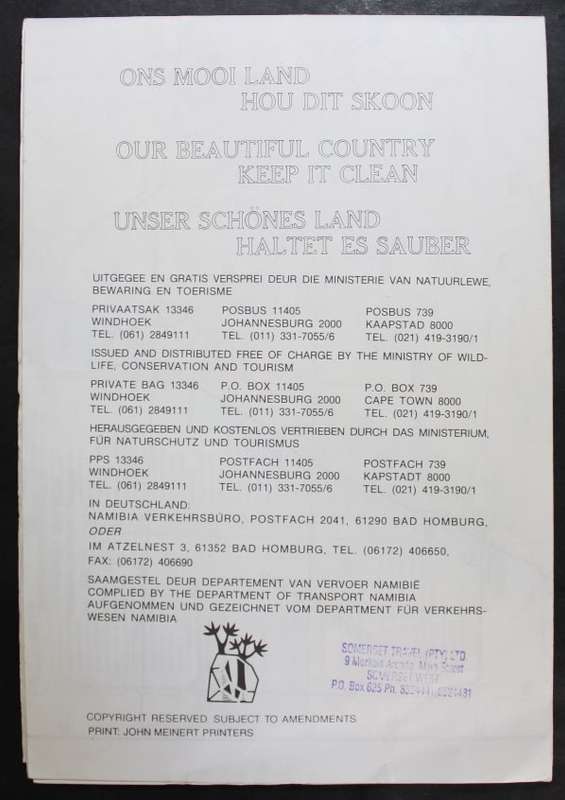 ONS MOOI LAND
HOU DIT SKOON
OUR BEAUTIFUL COUNTRY
KEEP IT CLEAN
UNSER SCHÖNES LAND
HALTET ES SAUBER
UITGEGEE EN GRATIS VERSPREI DEUR DIE MINISTERIE VAN NATUURLEWE,
BEWARING EN TOERISME
PRIVAATSAK 13346 POSBUS 11405 POSBUS 739
WINDHOEK JOHANNESBURG 2000 KAAPSTAD 8000
TEL. (061) 2849111 TEL. (011) 331-7055/6 TEL. (021) 419-3190/1
ISSUED AND DISTRIBUTED FREE OF CHARGE BY THE MINISTRY OF WILD-
LIFE, CONSERVATION AND TOURISM
PRIVATE BAG 13346 P.O. BOX 11405 P.O. BOX 739
WINDHOEK JOHANNESBURG 2000 CAPE TOWN 8000
TEL. (061) 2849111 TEL. (011) 331-7055/6 TEL. (021) 419-3190/1
HERAUSGEGEBEN UND KOSTENLOS VERTRIEBEN DURCH DAS MINISTERIUM,
FÜR NATURSCHUTZ UND TOURISMUS
PPS 13346 POSTFACH 11405 POSTFACH 739
WINDHOEK JOHANNESBURG 2000 KAPSTADT 8000
TEL. (061) 2849111 TEL. (011) 331-7055/6 TEL. (021) 419-3190/1
IN DEUTSCHLAND:
NAMIBIA VERKEHRSBÜRO, POSTFACH 2041, 61290 BAD HOMBURG,
ODER
IM ATZELNEST 3, 61352 BAD HOMBURG, TEL. (06172) 406650,
FAX: (06172) 406690
SAAMGESTEL DEUR DEPARTEMENT VAN VERVOER NAMIBIË
COMPLIED BY THE DEPARTMENT OF TRANSPORT NAMIBIA
AUFGENOMMEN UND GEZEICHNET VOM DEPARTMENT FÜR VERKEHRS-
WESEN NAMIBIA
SOMERSET TRAVEL (PTY) LTD
9 Arcade, Main Street
SOMERSET WEST
P.O. Box 625 Ph.
COPYRIGHT RESERVED SUBJECT TO AMENDMENTS
PRINT: JOHN MEINERT PRINTERS